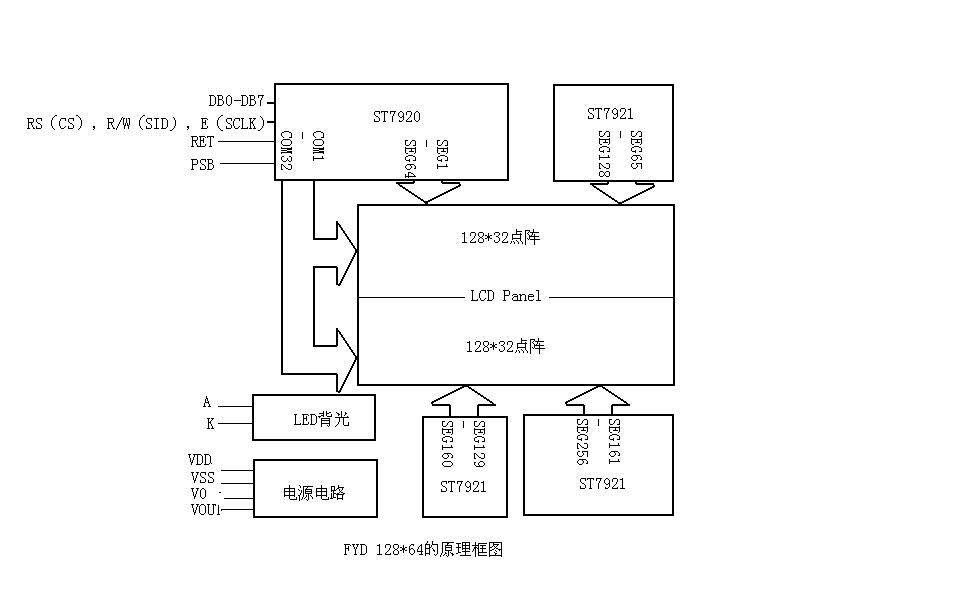 DB0-DB7
RS（CS），R/W（SID），E（SCLK）
RET
PSB
ST7920
COM32
–
COM1
SEG64
–
SEG1
ST7921
SEG128
–
SEG65
128*32点阵
LCD Panel
128*32点阵
A
K
LED背光
VDD
VSS
V0
VOUT
电源电路
SEG160
–
SEG129
ST7921
SEG256
–
SEG161
ST7921
FYD 128*64的原理框图